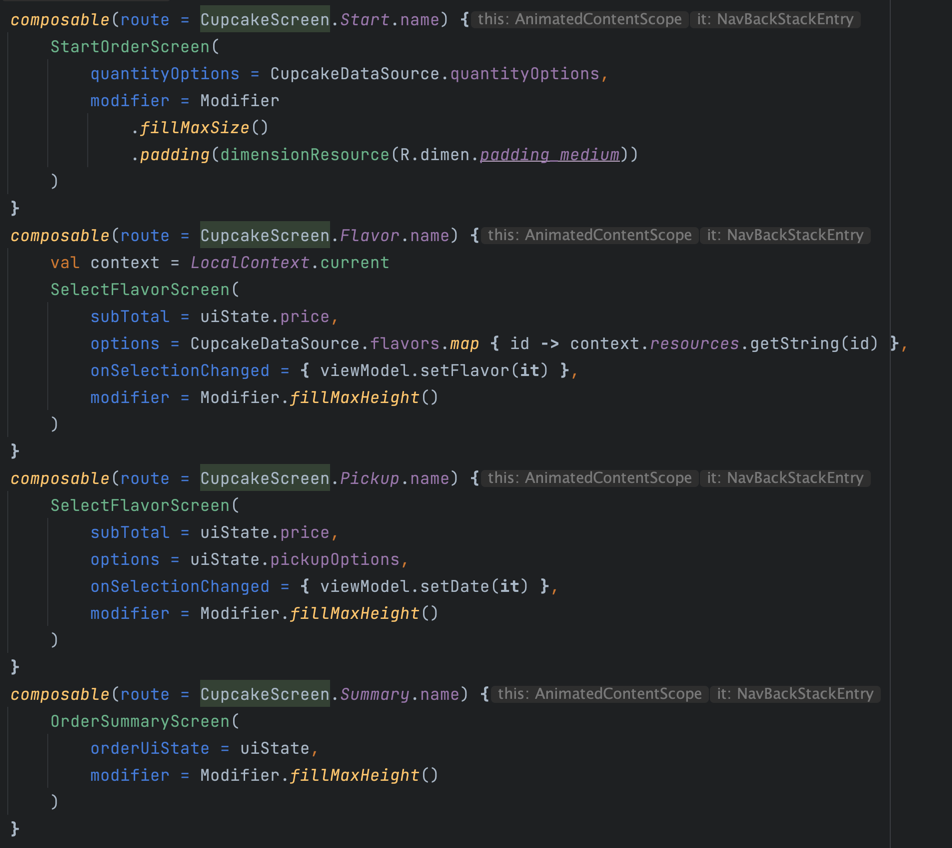 composable(route = CupcakeScreen.Start.name) { this: AnimatedContentScope it: NavBackStackEntry
    StartOrderScreen(
        quantityOptions = CupcakeDataSource.quantityOptions,
        modifier = Modifier
            .fillMaxSize()
            .padding(dimensionResource(R.dimen.padding_medium))
    )
}
composable(route = CupcakeScreen.Flavor.name) { this: AnimatedContentScope it: NavBackStackEntry
    val context = LocalContext.current
    SelectFlavorScreen(
        subTotal = uiState.price,
        options = CupcakeDataSource.flavors.map { id -> context.resources.getString(id) },
        onSelectionChanged = { viewModel.setFlavor(it) },
        modifier = Modifier.fillMaxHeight()
    )
}
composable(route = CupcakeScreen.Pickup.name) { this: AnimatedContentScope it: NavBackStackEntry
    SelectFlavorScreen(
        subTotal = uiState.price,
        options = uiState.pickupOptions,
        onSelectionChanged = { viewModel.setDate(it) },
        modifier = Modifier.fillMaxHeight()
    )
}
composable(route = CupcakeScreen.Summary.name) { this: AnimatedContentScope it: NavBackStackEntry
    OrderSummaryScreen(
        orderUiState = uiState,
        modifier = Modifier.fillMaxHeight()
    )
}